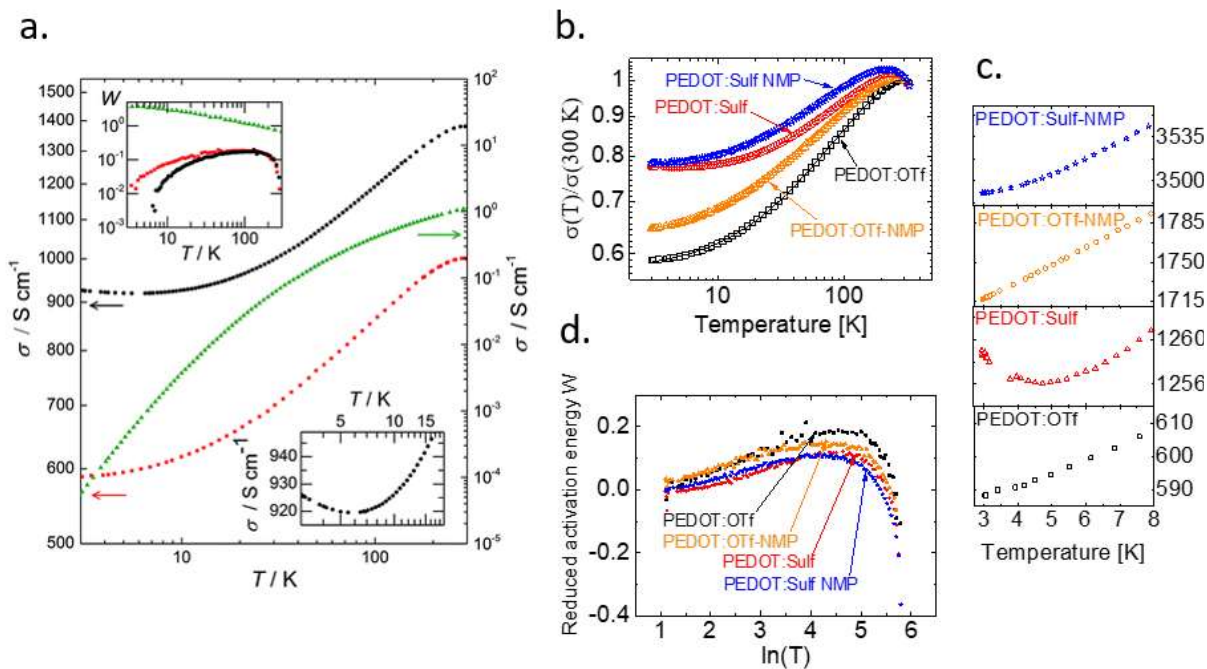 a.
σ / S cm⁻¹
1500
1400
1300
1200
1100
1000
900
800
700
600
500
10
100
T / K
10²
10¹
10⁰
10⁻¹
10⁻²
10⁻³
10⁻⁴
10⁻⁵
σ / S cm⁻¹
W
10⁰
10⁻¹
10⁻²
10⁻³
10
100
T / K
T / K
5
10
15
σ / S cm⁻¹
940
930
920
b.
σ(T)/σ(300 K)
1
0.9
0.8
0.7
0.6
PEDOT:Sulf NMP
PEDOT:Sulf
PEDOT:OTf
PEDOT:OTf-NMP
10
100
Temperature [K]
c.
PEDOT:Sulf-NMP
3535
3500
PEDOT:OTf-NMP
1785
1750
1715
PEDOT:Sulf
1260
1256
PEDOT:OTf
610
600
590
3
4
5
6
7
8
Temperature [K]
d.
Reduced activation energy W
0.2
0.0
-0.2
-0.4
PEDOT:OTf
PEDOT:OTf-NMP
PEDOT:Sulf
PEDOT:Sulf NMP
1
2
3
4
5
6
ln(T)